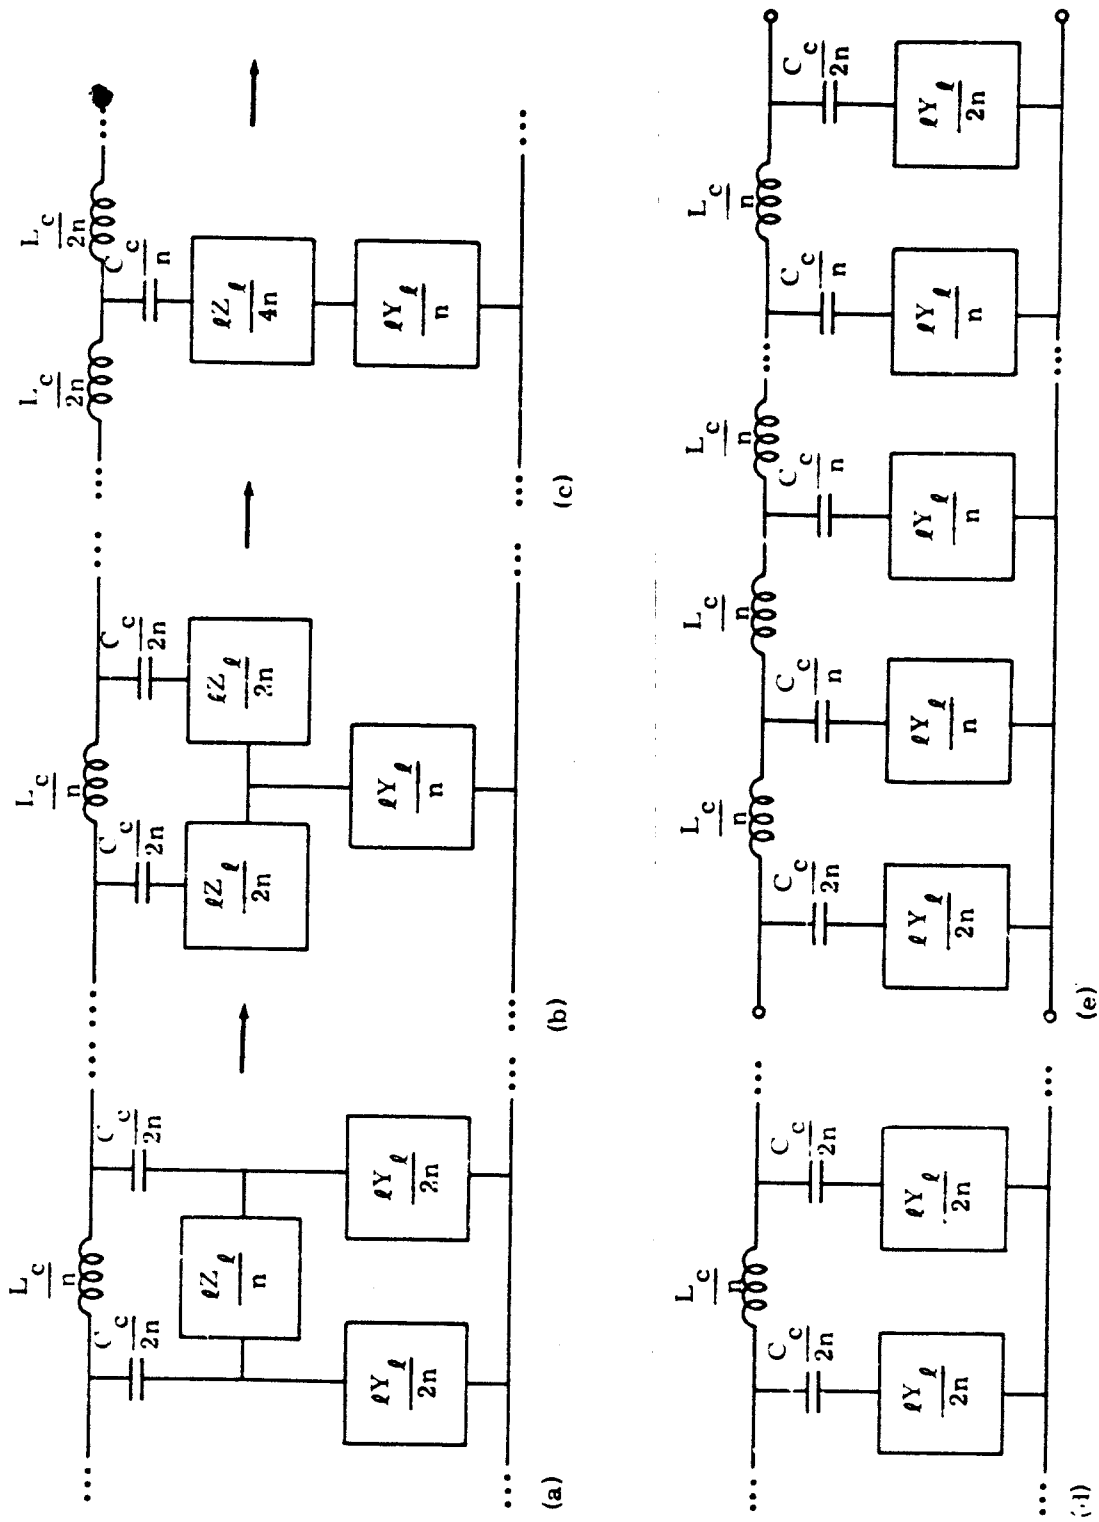 L_c/n
C_c/2n C_c/2n
ℓZ_ℓ/n
ℓY_ℓ/2n ℓY_ℓ/2n
(a)
L_c/n
C_c/2n C_c/2n
ℓZ_ℓ/2n ℓZ_ℓ/2n
ℓY_ℓ/n
(b)
L_c/2n L_c/2n
C_c/n
ℓZ_ℓ/4n
ℓY_ℓ/n
(c)
L_c/n
C_c/2n C_c/2n
ℓY_ℓ/2n ℓY_ℓ/2n
(d)
L_c/n L_c/n L_c/n L_c/n
C_c/2n C_c/n C_c/n C_c/n C_c/2n
ℓY_ℓ/2n ℓY_ℓ/n ℓY_ℓ/n ℓY_ℓ/n ℓY_ℓ/2n
(e)